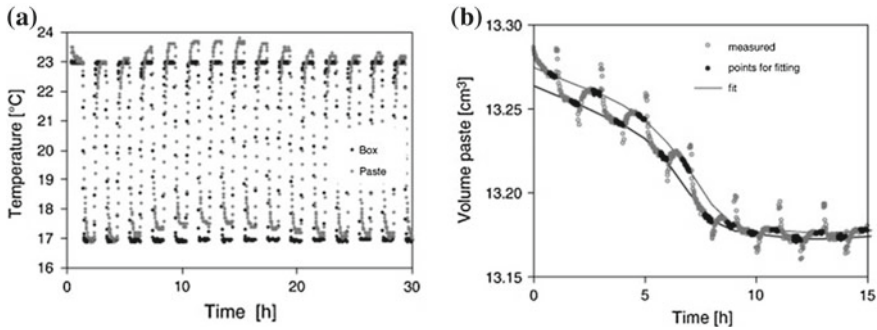 (a)
24
23
22
21
20
19
18
17
16
Temperature [°C]
Box
Paste
0
10
20
30
Time [h]
(b)
13.30
13.25
13.20
13.15
Volume paste [cm³]
measured
points for fitting
fit
0
5
10
15
Time [h]